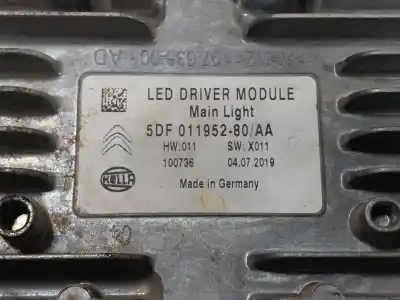 LED DRIVER MODULE
Main Light
5DF 011952-80/AA
HW:011 SW: X011
100736 04.07.2019
HELLA
Made in Germany